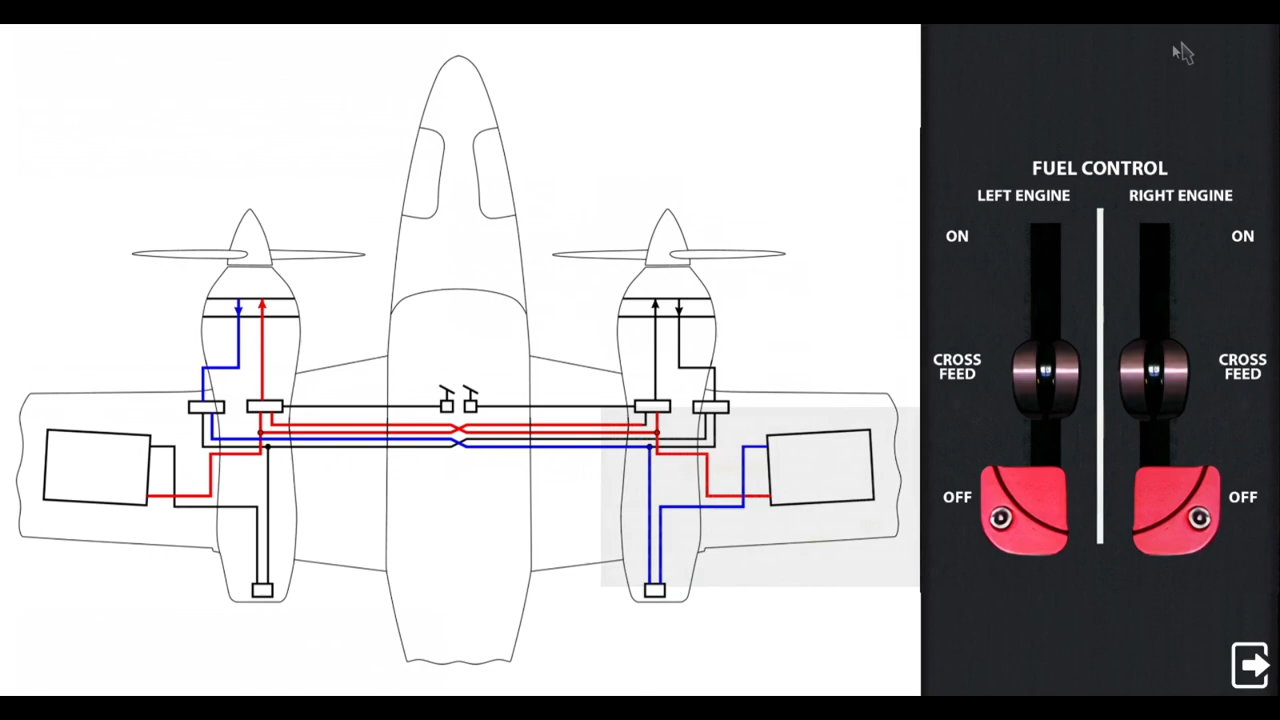 FUEL CONTROL
LEFT ENGINE RIGHT ENGINE
ON ON
CROSS FEED CROSS FEED
OFF OFF